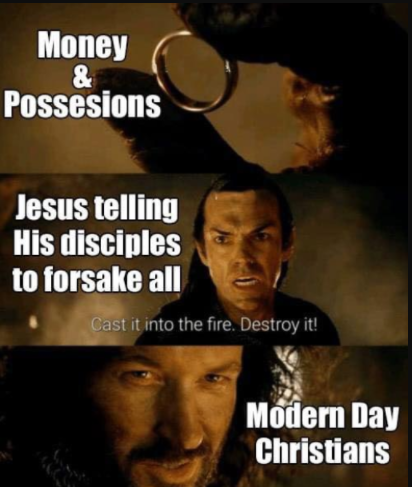 Money
&
Possesions
Jesus telling
His disciples
to forsake all
Cast it into the fire. Destroy it!
Modern Day
Christians